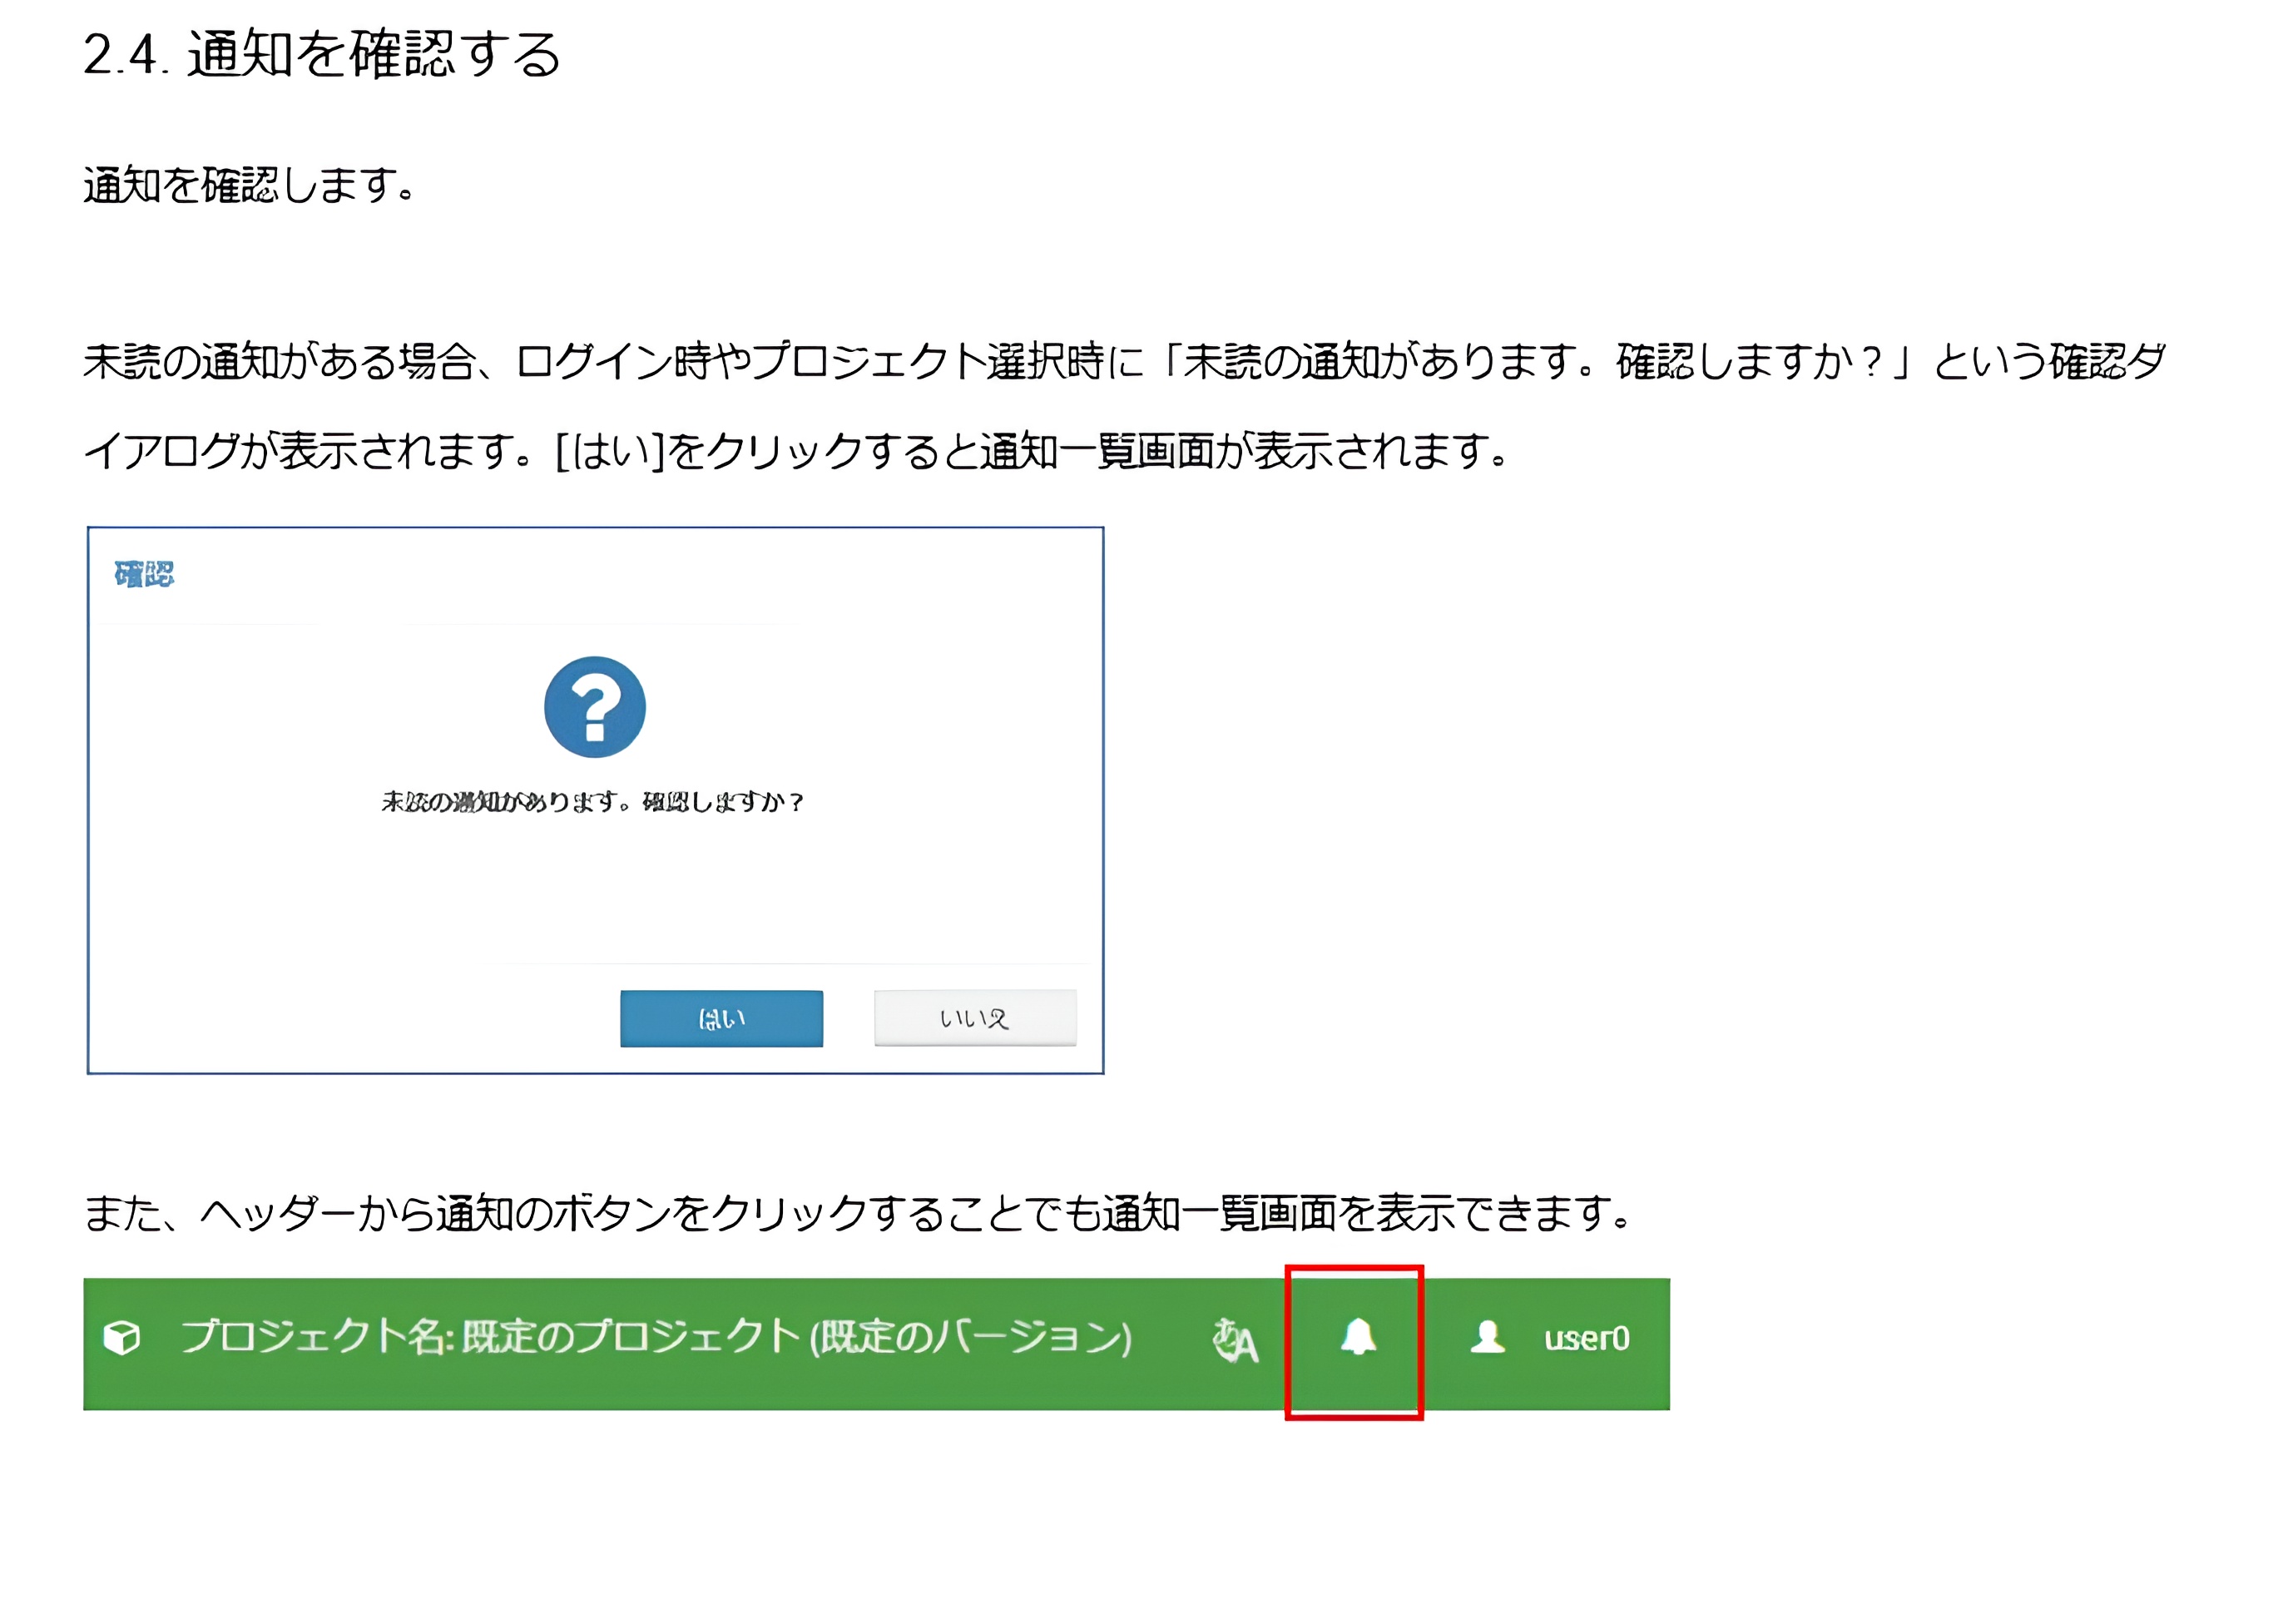 2.4. 通知を確認する
通知を確認します。
未読の通知がある場合、ログイン時やプロジェクト選択時に「未読の通知があります。確認しますか？」という確認ダ
イアログが表示されます。[はい]をクリックすると通知一覧画面が表示されます。
確認
未読の通知があります。確認しますか？
はい
いいえ
また、ヘッダーから通知のボタンをクリックすることでも通知一覧画面を表示できます。
プロジェクト名: 既定のプロジェクト (既定のバージョン) あA user0